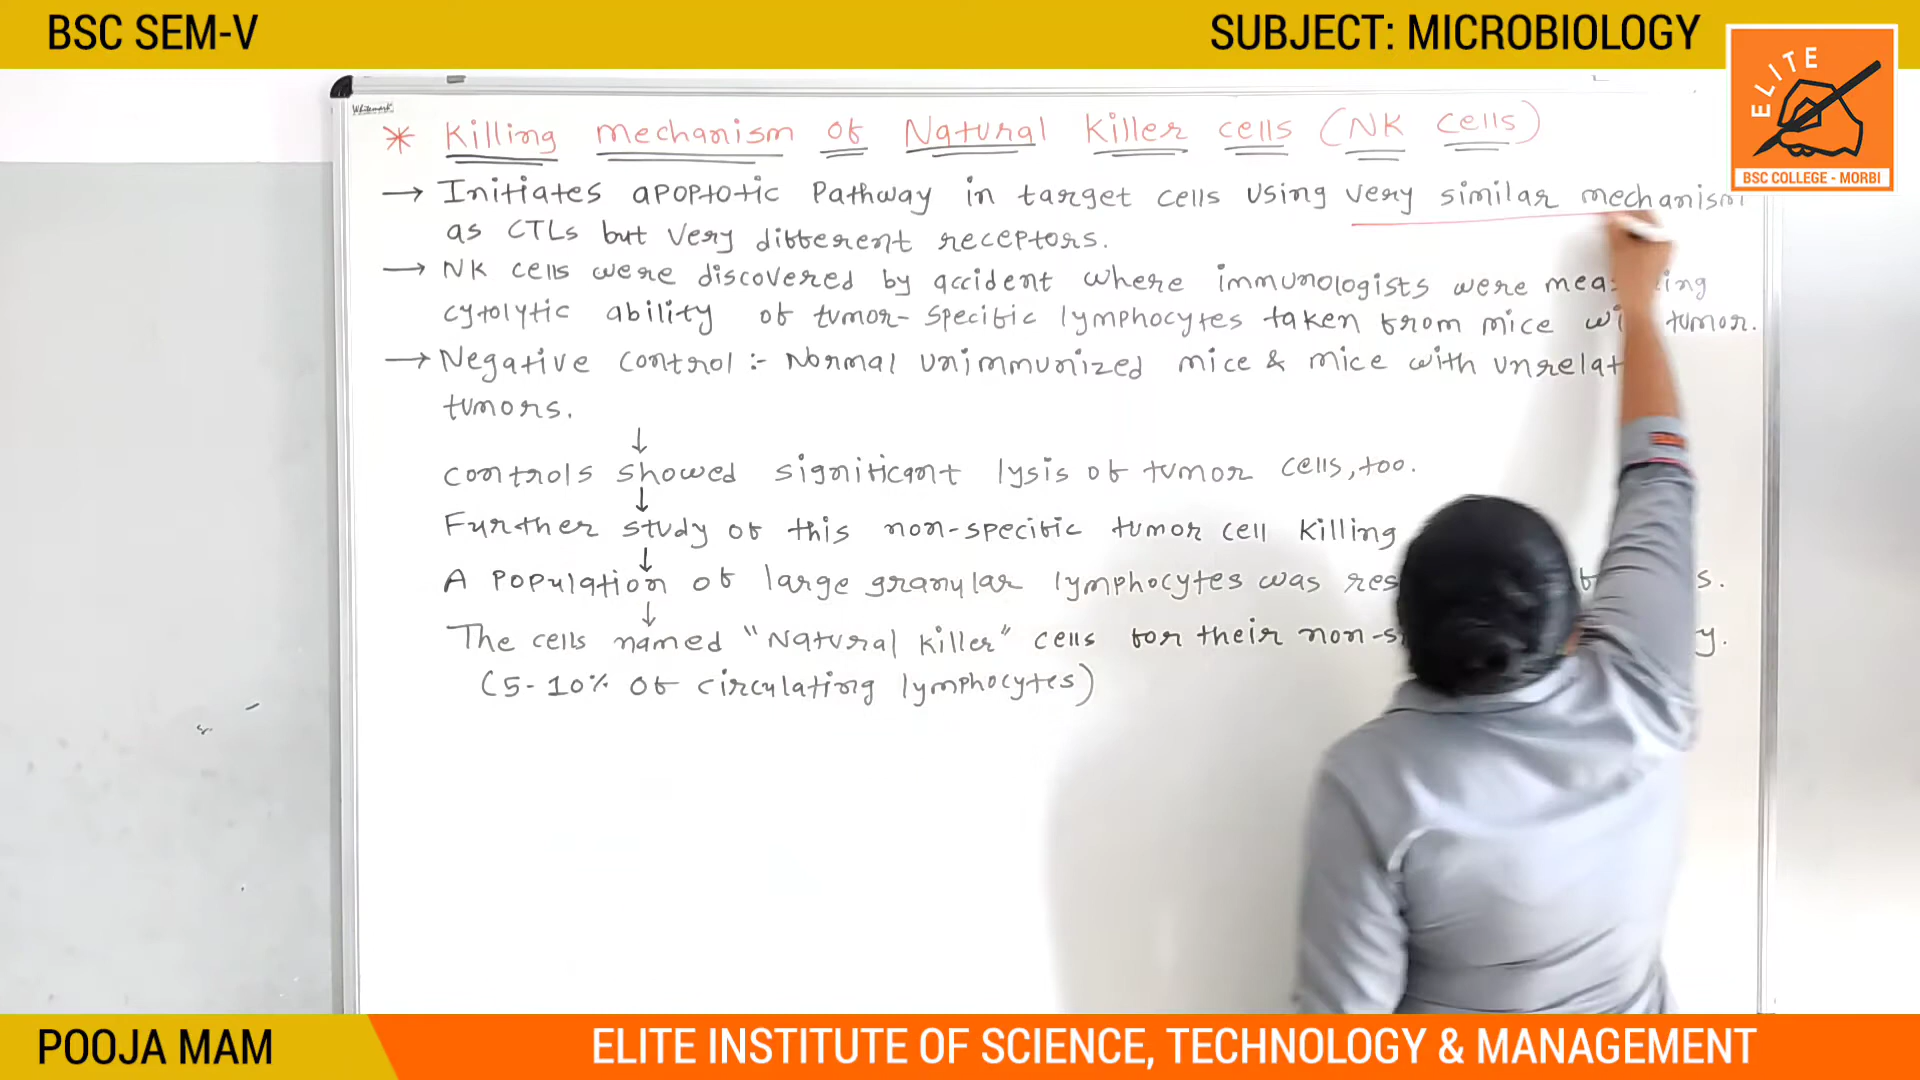 BSC SEM-V
SUBJECT: MICROBIOLOGY
ELITE
BSC COLLEGE - MORBI
Whitemark
* Killing mechanism of Natural Killer cells (NK cells)
→ Initiates apoptotic Pathway in target cells using very similar mechanism
as CTLs but very different receptors.
→ NK cells were discovered by accident where immunologists were
cytolytic ability of tumor-specific lymphocytes taken from mice tumor.
→ Negative control :- Normal unimmunized mice & mice with
tumors.
↓
controls showed significant lysis of tumor cells, too.
↓
Further study of this non-specific tumor cell killing
↓
A population of large granular lymphocytes was
↓
The cells named "Natural killer" cells for their
(5-10% of circulating lymphocytes)
POOJA MAM
ELITE INSTITUTE OF SCIENCE, TECHNOLOGY & MANAGEMENT